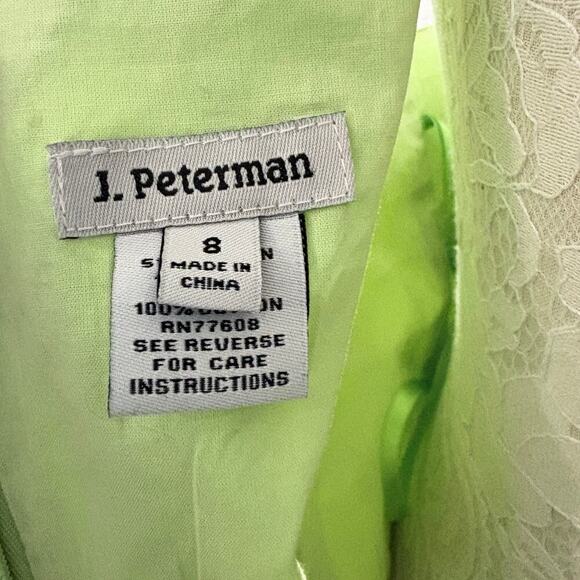 J. Peterman
8
MADE IN
CHINA
100%
RN77608
SEE REVERSE
FOR CARE
INSTRUCTIONS